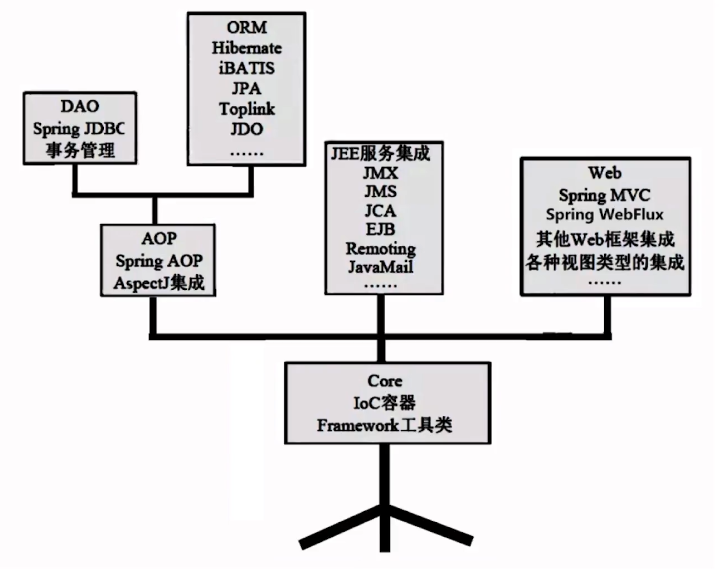 ORM
Hibernate
iBATIS
JPA
Toplink
JDO
......
DAO
Spring JDBC
事务管理
JEE服务集成
JMX
JMS
JCA
EJB
Remoting
JavaMail
......
Web
Spring MVC
Spring WebFlux
其他Web框架集成
各种视图类型的集成
......
AOP
Spring AOP
AspectJ集成
Core
IoC容器
Framework工具类